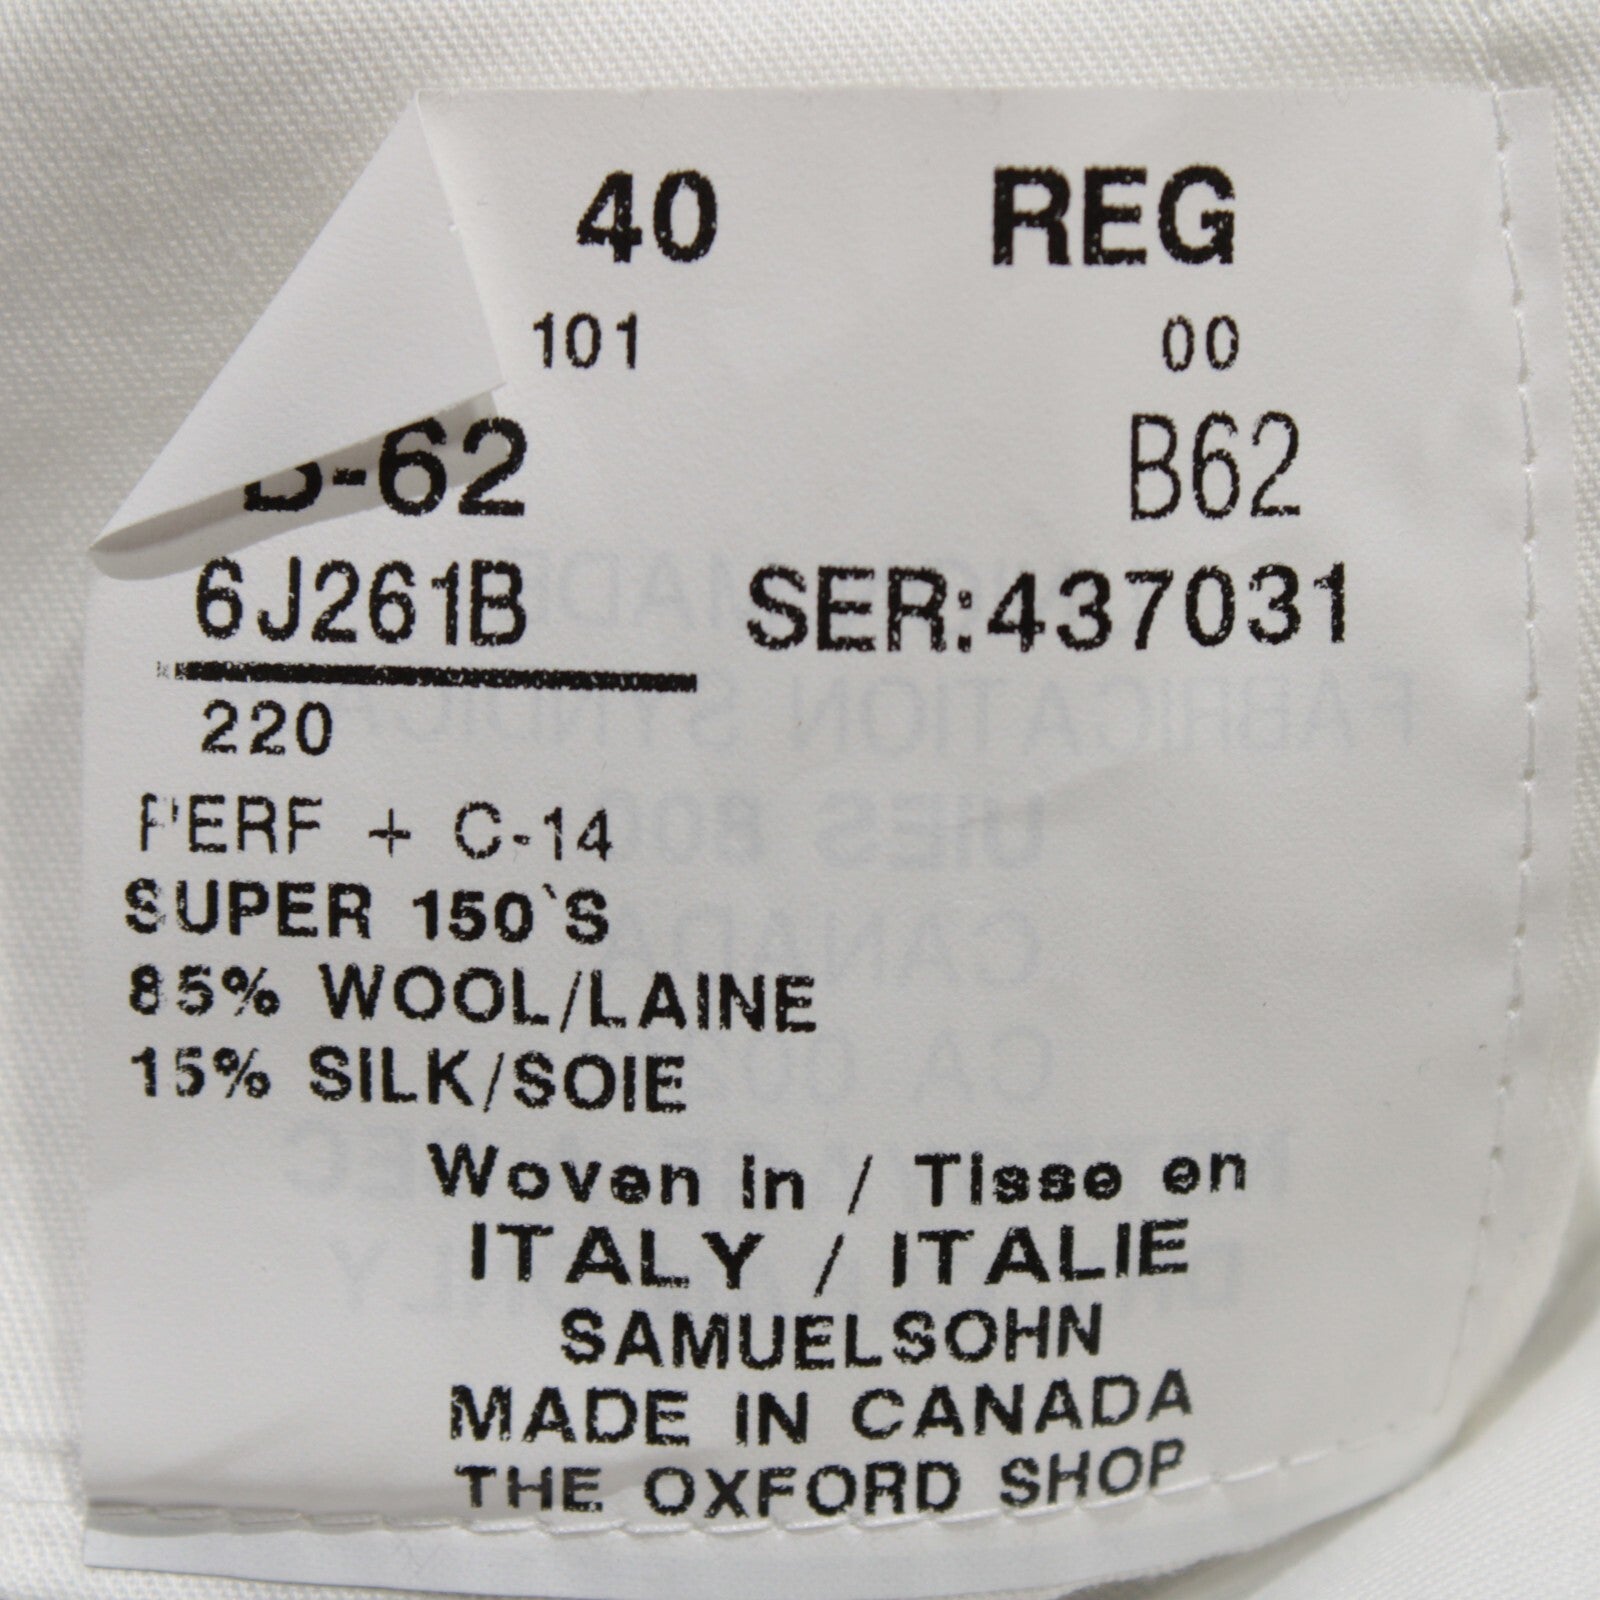 40 REG
101 00
B-62 B62
6J261B SER:437031
220
PERF + C-14
SUPER 150`S
85% WOOL/LAINE
15% SILK/SOIE
Woven in / Tisse en
ITALY / ITALIE
SAMUELSOHN
MADE IN CANADA
THE OXFORD SHOP